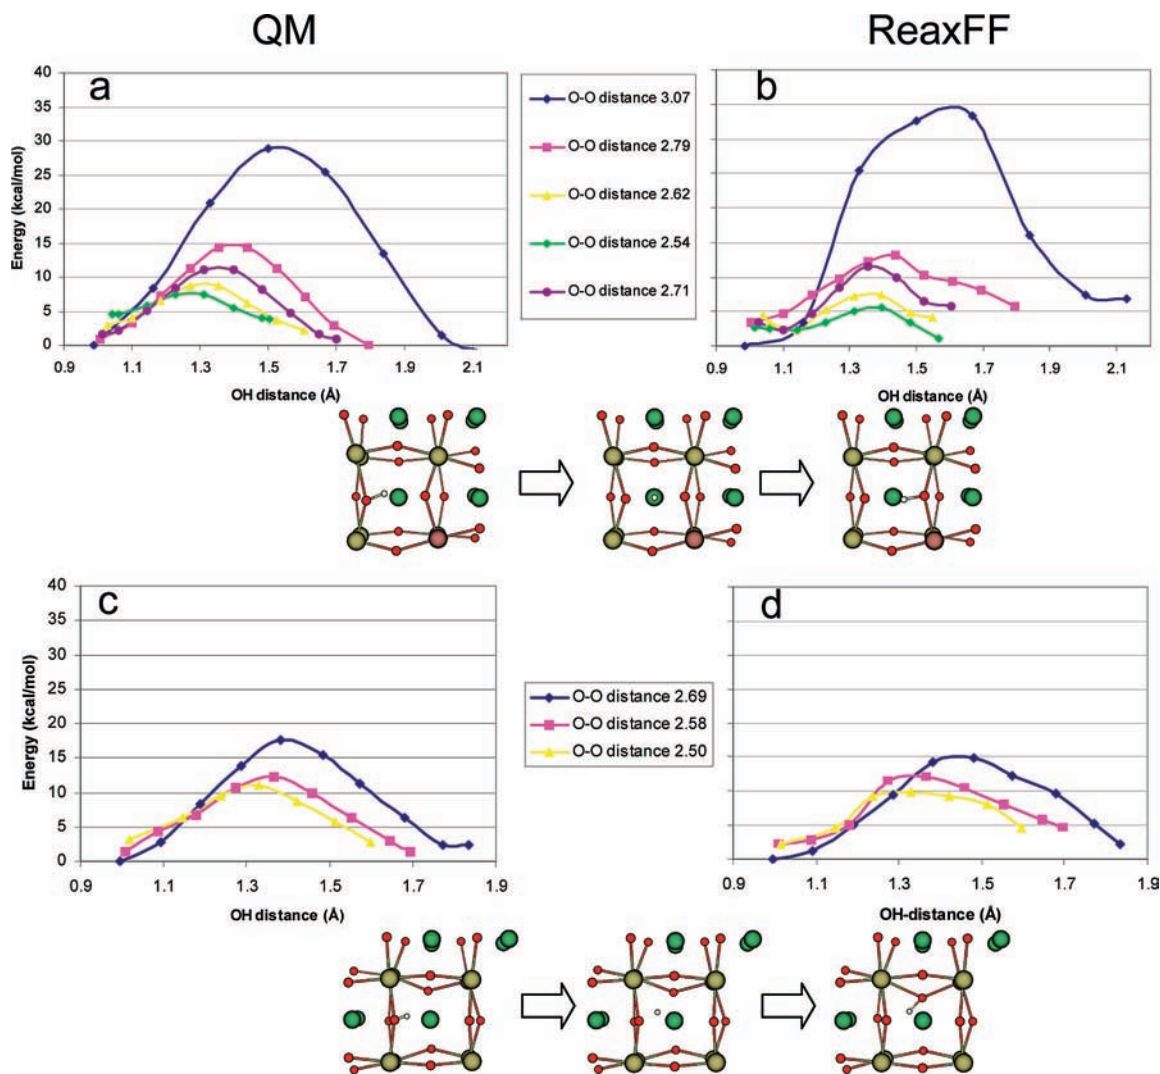 QM
ReaxFF
a
40
35
30
25
20
15
10
5
0
Energy (kcal/mol)
0.9 1.1 1.3 1.5 1.7 1.9 2.1
OH distance (Å)
O-O distance 3.07
O-O distance 2.79
O-O distance 2.62
O-O distance 2.54
O-O distance 2.71
b
0.9 1.1 1.3 1.5 1.7 1.9 2.1
OH distance (Å)
c
40
35
30
25
20
15
10
5
0
Energy (kcal/mol)
0.9 1.1 1.3 1.5 1.7 1.9
OH distance (Å)
O-O distance 2.69
O-O distance 2.58
O-O distance 2.50
d
0.9 1.1 1.3 1.5 1.7 1.9
OH-distance (Å)